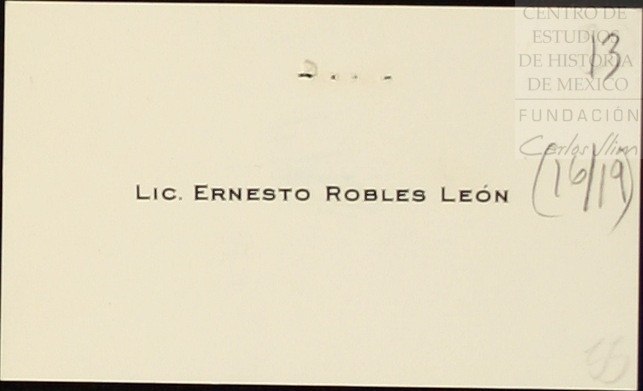 CENTRO DE
ESTUDIOS
DE HISTORIA
DE MEXICO
FUNDACIÓN
Carlos Slim
13
(16/19)
LIC. ERNESTO ROBLES LEÓN